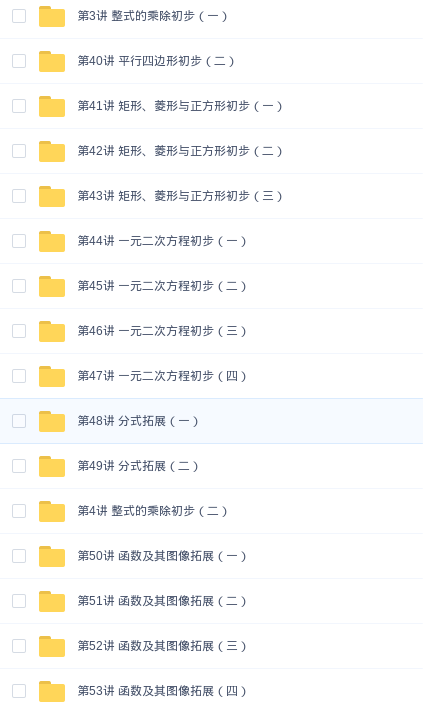 第3讲 整式的乘除初步（一）
第40讲 平行四边形初步（二）
第41讲 矩形、菱形与正方形初步（一）
第42讲 矩形、菱形与正方形初步（二）
第43讲 矩形、菱形与正方形初步（三）
第44讲 一元二次方程初步（一）
第45讲 一元二次方程初步（二）
第46讲 一元二次方程初步（三）
第47讲 一元二次方程初步（四）
第48讲 分式拓展（一）
第49讲 分式拓展（二）
第4讲 整式的乘除初步（二）
第50讲 函数及其图像拓展（一）
第51讲 函数及其图像拓展（二）
第52讲 函数及其图像拓展（三）
第53讲 函数及其图像拓展（四）